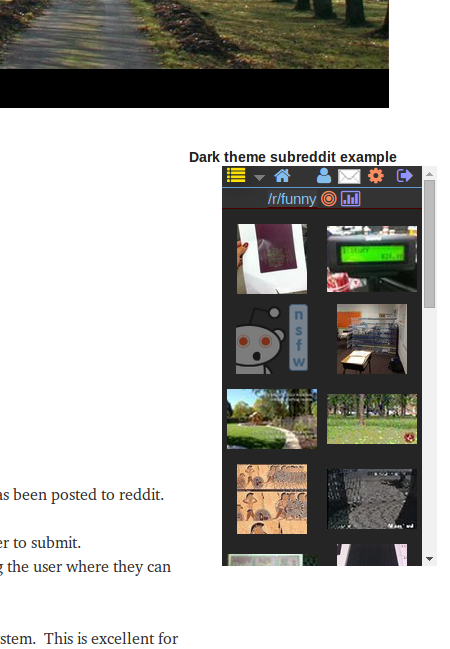 Dark theme subreddit example
/r/funny
n
s
f
w
as been posted to reddit.
er to submit.
g the user where they can
stem.  This is excellent for